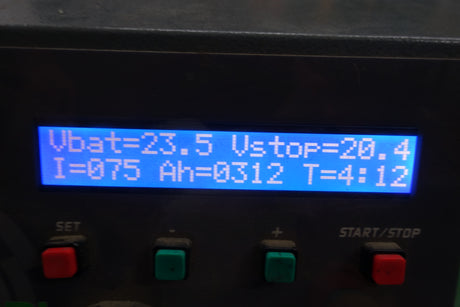 Vbat=23.5 Vstop=20.4
I=075 Ah=0312 T=4:12
SET - + START/STOP